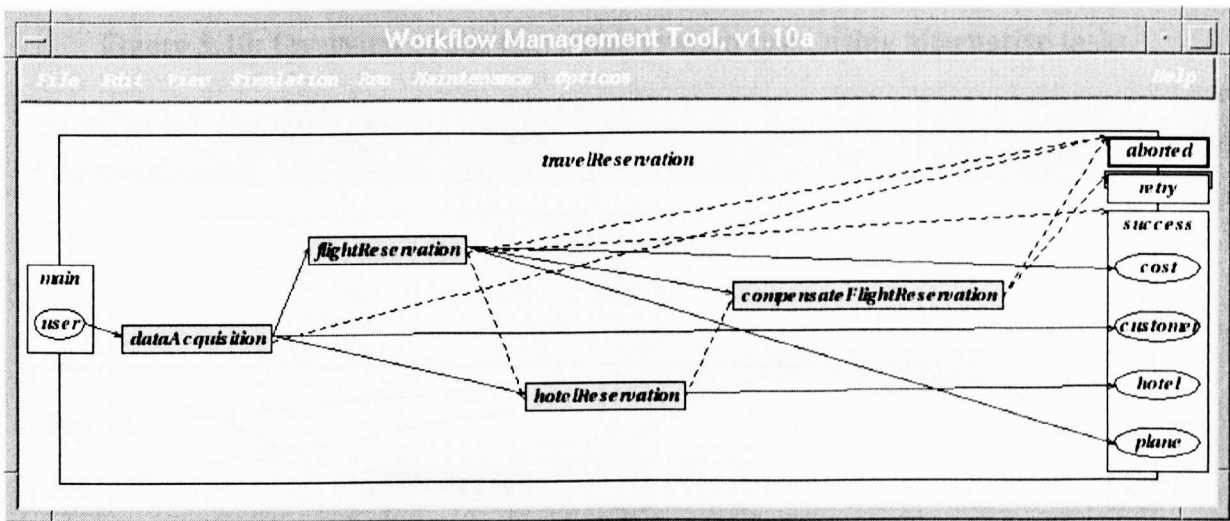 Workflow Management Tool, v1.10a
File Edit View Simulation Run Maintenance Options Help
travelReservation
aborted
retry
success
flightReservation
main
cost
compensateFlightReservation
user
dataAcquisition
customer
hotelReservation
hotel
plane